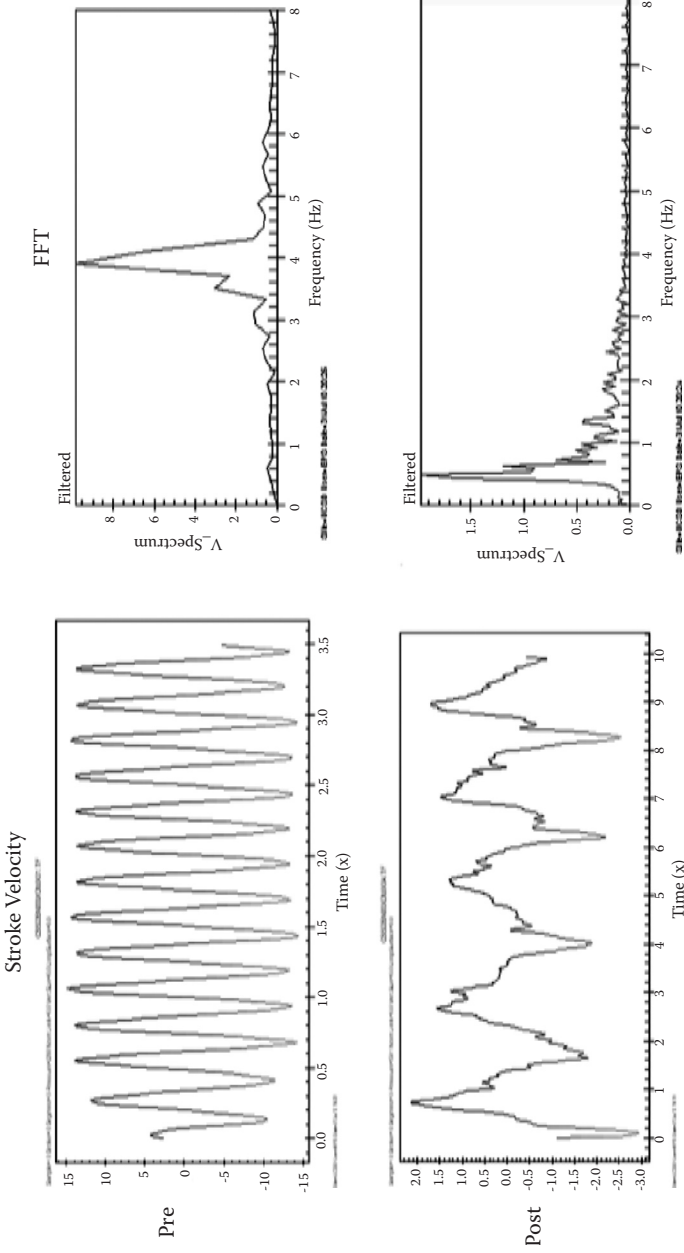 Stroke Velocity
FFT
Pre
15
10
5
0
-5
-10
-15
0.0 0.5 1.0 1.5 2.0 2.5 3.0 3.5
Time (x)
Filtered
V_Spectrum
8
6
4
2
0
0 1 2 3 4 5 6 7 8
Frequency (Hz)
Post
2.0
1.5
1.0
0.5
0.0
-0.5
-1.0
-1.5
-2.0
-2.5
-3.0
0 1 2 3 4 5 6 7 8 9 10
Time (x)
Filtered
V_Spectrum
1.5
1.0
0.5
0.0
0 1 2 3 4 5 6 7 8
Frequency (Hz)